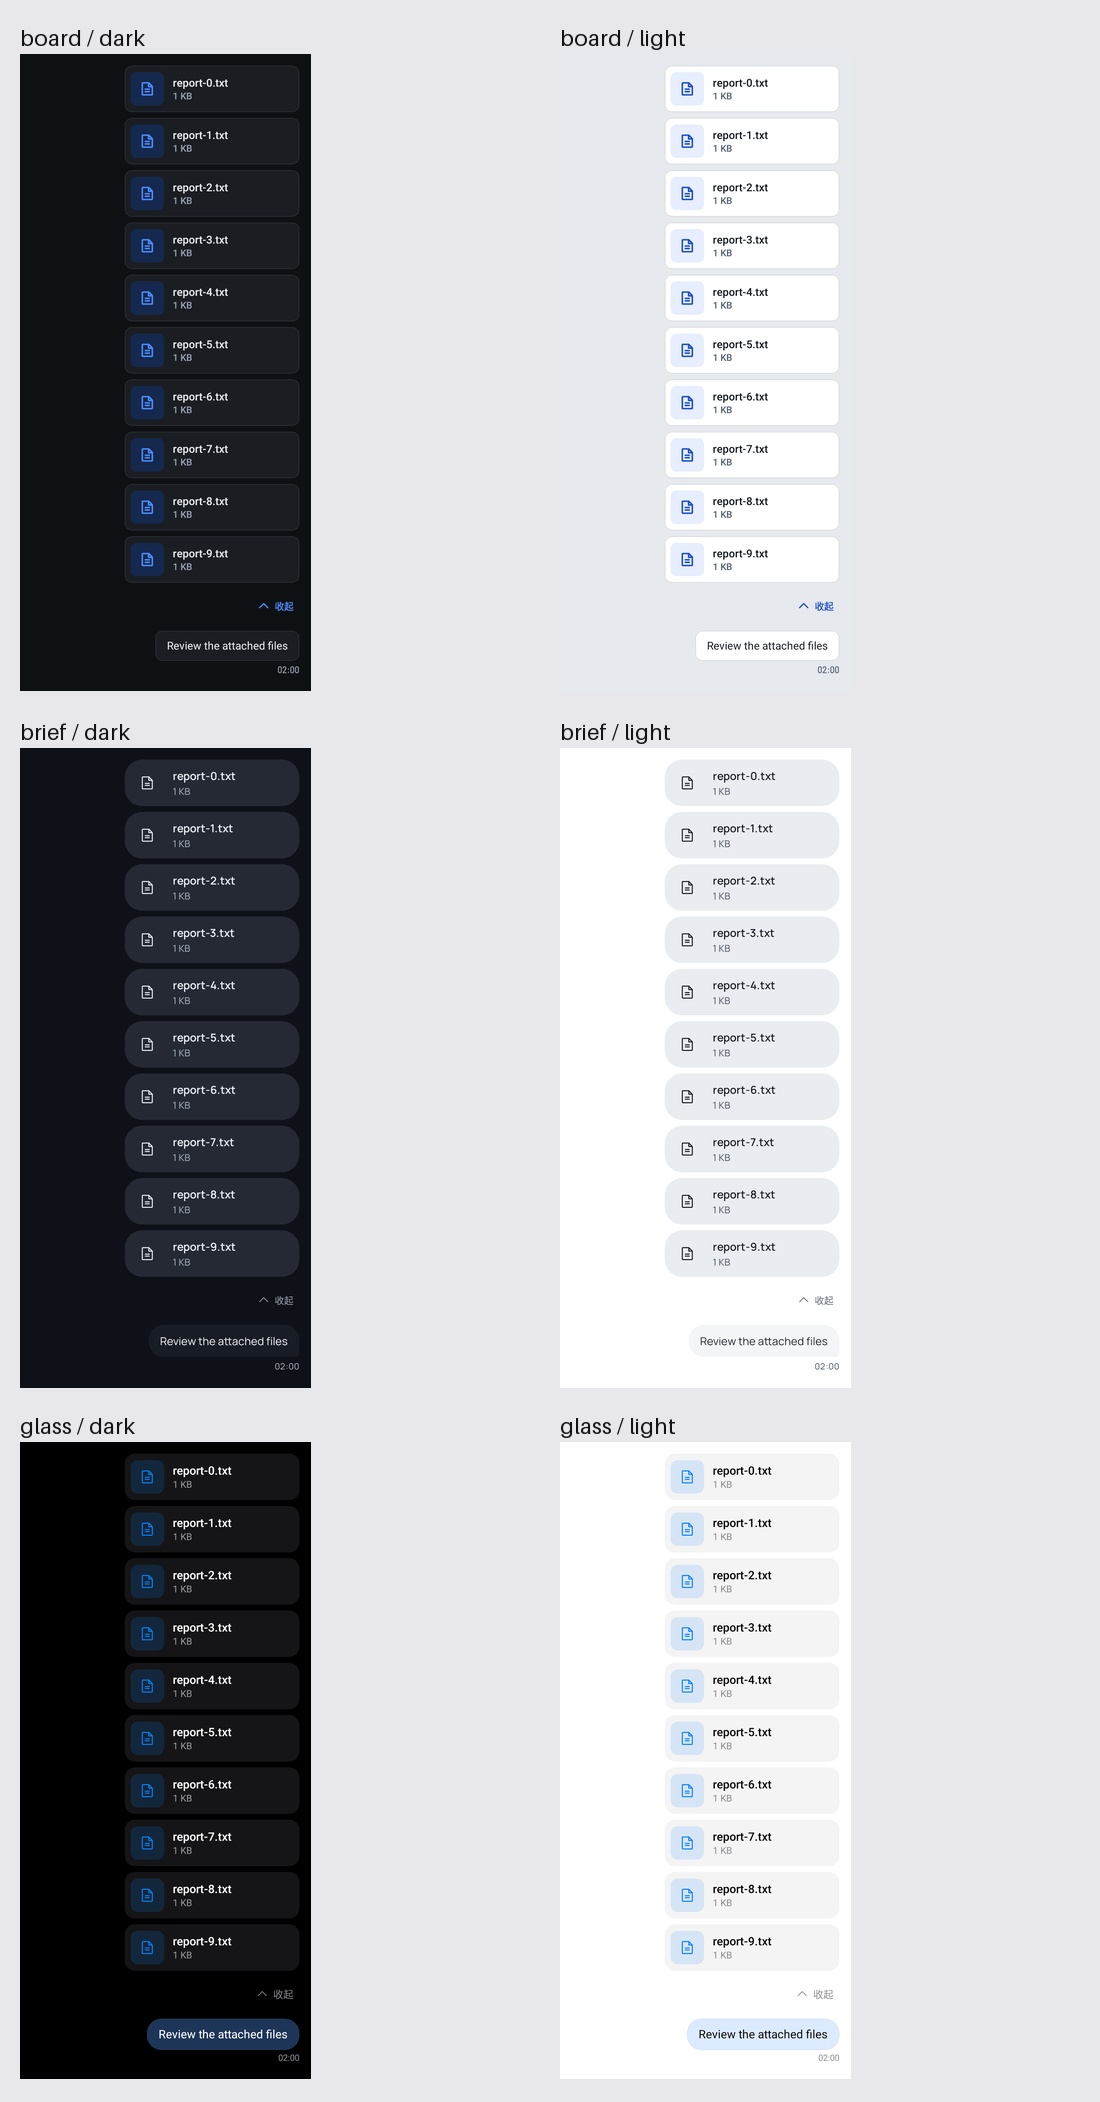 board / dark
report-0.txt
1 KB
report-1.txt
1 KB
report-2.txt
1 KB
report-3.txt
1 KB
report-4.txt
1 KB
report-5.txt
1 KB
report-6.txt
1 KB
report-7.txt
1 KB
report-8.txt
1 KB
report-9.txt
1 KB
收起
Review the attached files
02:00
board / light
report-0.txt
1 KB
report-1.txt
1 KB
report-2.txt
1 KB
report-3.txt
1 KB
report-4.txt
1 KB
report-5.txt
1 KB
report-6.txt
1 KB
report-7.txt
1 KB
report-8.txt
1 KB
report-9.txt
1 KB
收起
Review the attached files
02:00
brief / dark
report-0.txt
1 KB
report-1.txt
1 KB
report-2.txt
1 KB
report-3.txt
1 KB
report-4.txt
1 KB
report-5.txt
1 KB
report-6.txt
1 KB
report-7.txt
1 KB
report-8.txt
1 KB
report-9.txt
1 KB
收起
Review the attached files
02:00
brief / light
report-0.txt
1 KB
report-1.txt
1 KB
report-2.txt
1 KB
report-3.txt
1 KB
report-4.txt
1 KB
report-5.txt
1 KB
report-6.txt
1 KB
report-7.txt
1 KB
report-8.txt
1 KB
report-9.txt
1 KB
收起
Review the attached files
02:00
glass / dark
report-0.txt
1 KB
report-1.txt
1 KB
report-2.txt
1 KB
report-3.txt
1 KB
report-4.txt
1 KB
report-5.txt
1 KB
report-6.txt
1 KB
report-7.txt
1 KB
report-8.txt
1 KB
report-9.txt
1 KB
收起
Review the attached files
02:00
glass / light
report-0.txt
1 KB
report-1.txt
1 KB
report-2.txt
1 KB
report-3.txt
1 KB
report-4.txt
1 KB
report-5.txt
1 KB
report-6.txt
1 KB
report-7.txt
1 KB
report-8.txt
1 KB
report-9.txt
1 KB
收起
Review the attached files
02:00